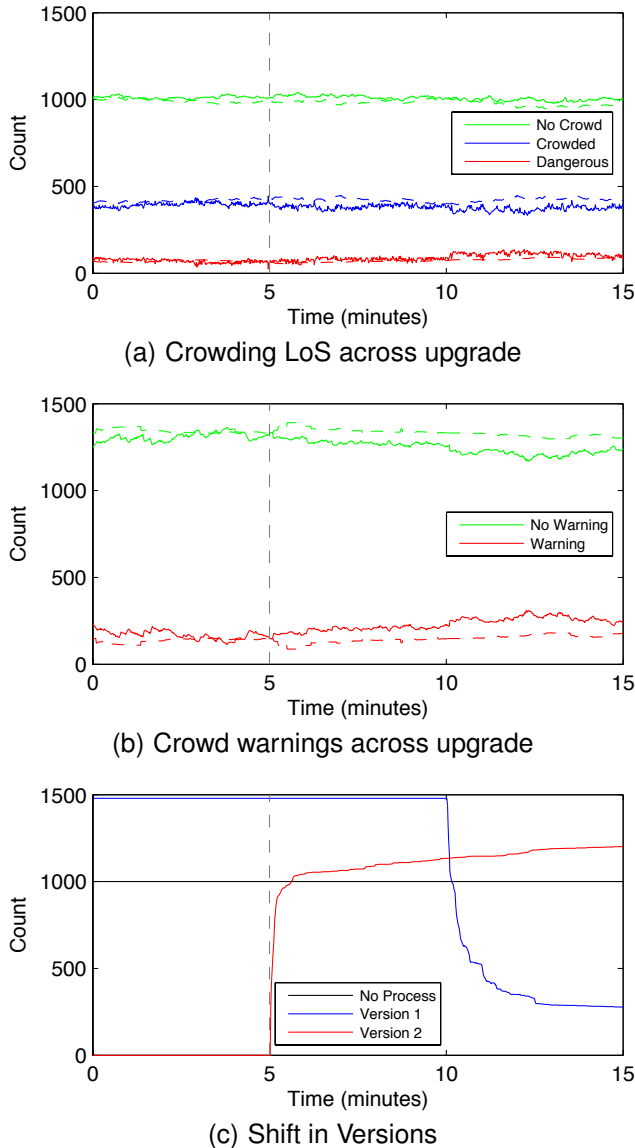 1500
1000
500
0
Count
No Crowd
Crowded
Dangerous
0 5 10 15
Time (minutes)
(a) Crowding LoS across upgrade
1500
1000
500
0
Count
No Warning
Warning
0 5 10 15
Time (minutes)
(b) Crowd warnings across upgrade
1500
1000
500
0
Count
No Process
Version 1
Version 2
0 5 10 15
Time (minutes)
(c) Shift in Versions